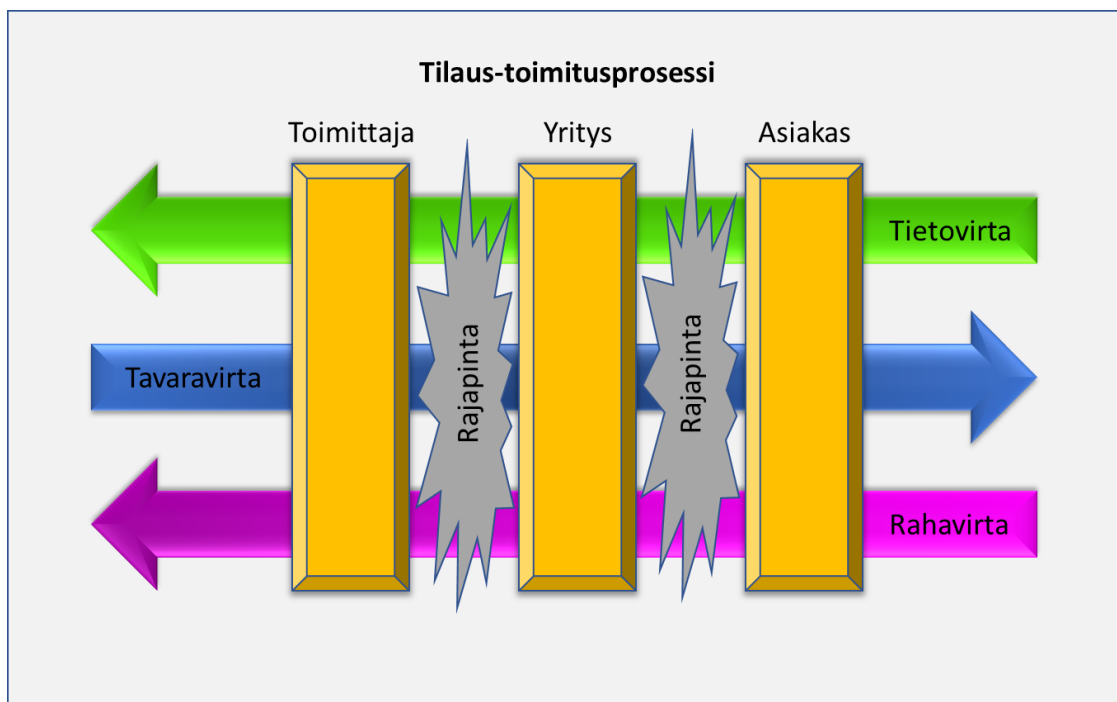 Tilaus-toimitusprosessi
Toimittaja
Yritys
Asiakas
Tietovirta
Rajapinta
Rajapinta
Tavaravirta
Rahavirta